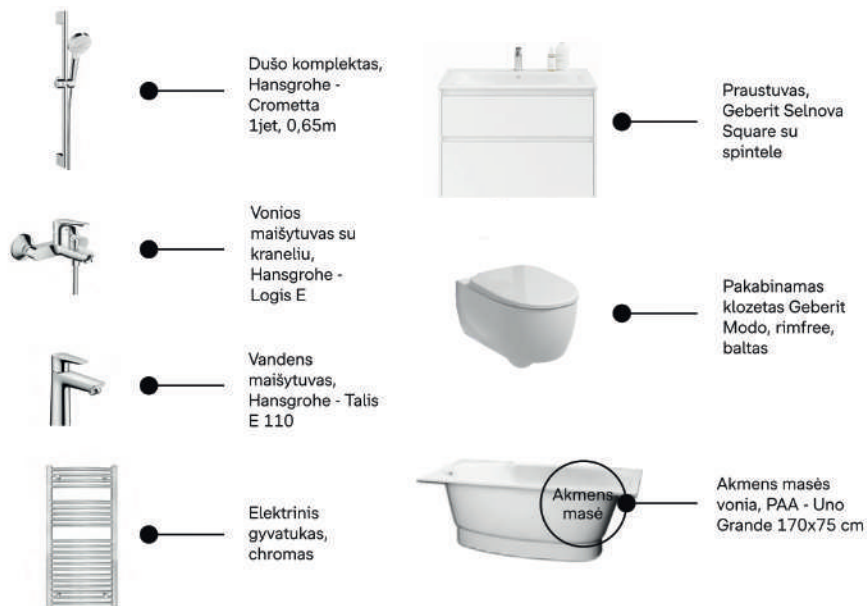 Dušo komplektas,
Hansgrohe -
Crometta
1jet, 0,65m
Vonios
maišytuvas su
kraneliu,
Hansgrohe -
Logis E
Vandens
maišytuvas,
Hansgrohe - Talis
E 110
Elektrinis
gyvatukas,
chromas
Praustuvas,
Geberit Selnova
Square su
spintele
Pakabinamas
klozetas Geberit
Modo, rimfree,
baltas
Akmens
masė
Akmens masės
vonia, PAA - Uno
Grande 170x75 cm